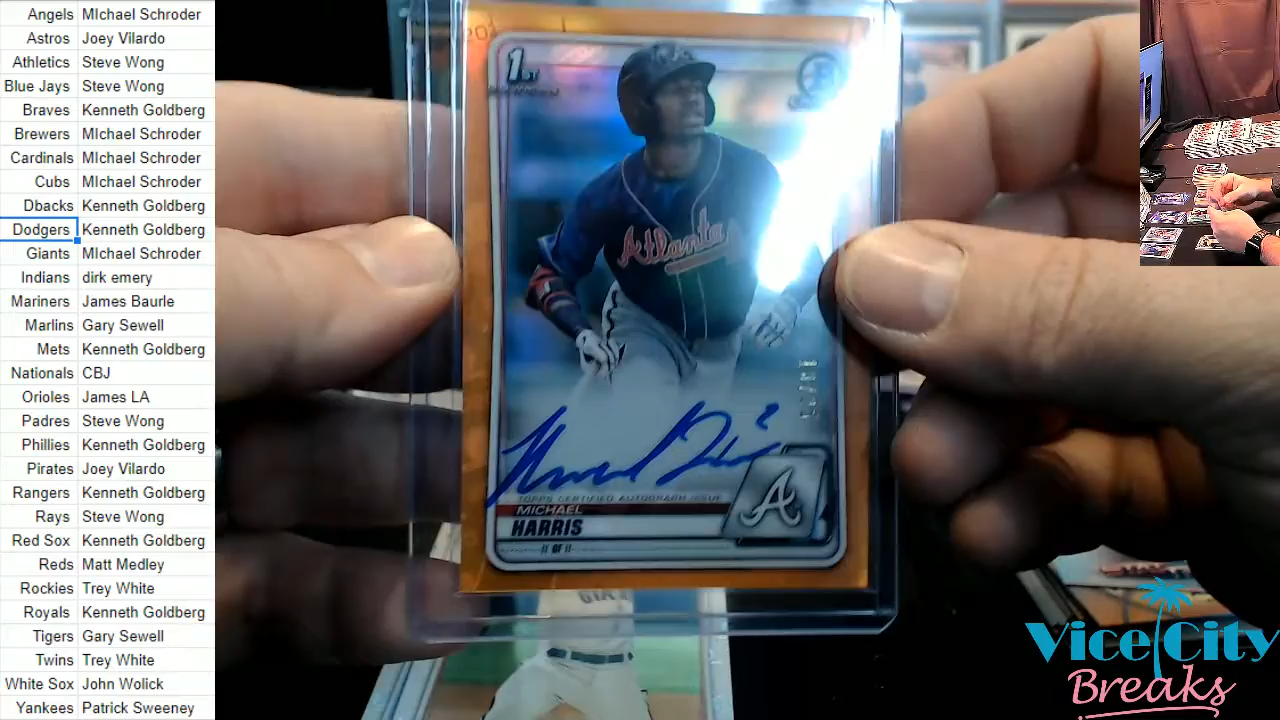 Angels MIchael Schroder
Astros Joey Vilardo
Athletics Steve Wong
Blue Jays Steve Wong
Braves Kenneth Goldberg
Brewers MIchael Schroder
Cardinals MIchael Schroder
Cubs MIchael Schroder
Dbacks Kenneth Goldberg
Dodgers Kenneth Goldberg
Giants MIchael Schroder
Indians dirk emery
Mariners James Baurle
Marlins Gary Sewell
Mets Kenneth Goldberg
Nationals CBJ
Orioles James LA
Padres Steve Wong
Phillies Kenneth Goldberg
Pirates Joey Vilardo
Rangers Kenneth Goldberg
Rays Steve Wong
Red Sox Kenneth Goldberg
Reds Matt Medley
Rockies Trey White
Royals Kenneth Goldberg
Tigers Gary Sewell
Twins Trey White
White Sox John Wolick
Yankees Patrick Sweeney
1ST
Atlanta
TOPPS CERTIFIED AUTOGRAPH ISSUE
MICHAEL
HARRIS
A
Vice City
Breaks